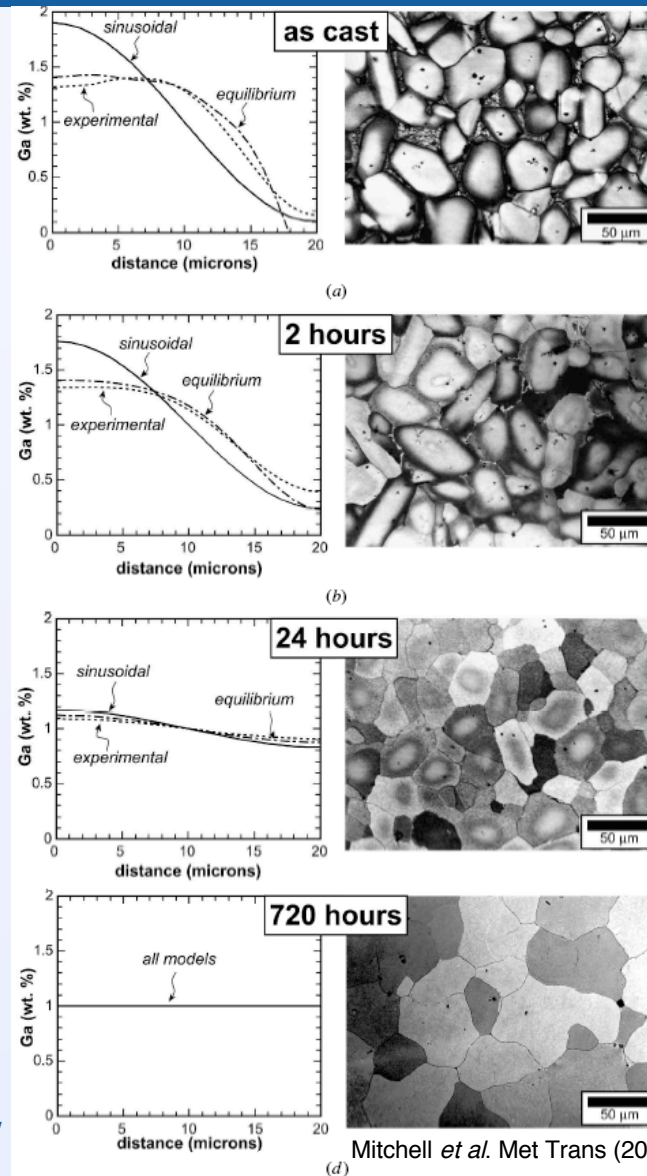 as cast
sinusoidal
equilibrium
experimental
Ga (wt. %)
2
1.5
1
0.5
0
0 5 10 15 20
distance (microns)
50 µm
(a)
2 hours
sinusoidal
equilibrium
experimental
Ga (wt. %)
2
1.5
1
0.5
0
0 5 10 15 20
distance (microns)
50 µm
(b)
24 hours
sinusoidal
equilibrium
experimental
Ga (wt. %)
2
1.5
1
0.5
0
0 5 10 15 20
distance (microns)
50 µm
(c)
720 hours
all models
Ga (wt. %)
2
1.5
1
0.5
0
0 5 10 15 20
distance (microns)
50 µm
Mitchell et al. Met Trans (20
(d)